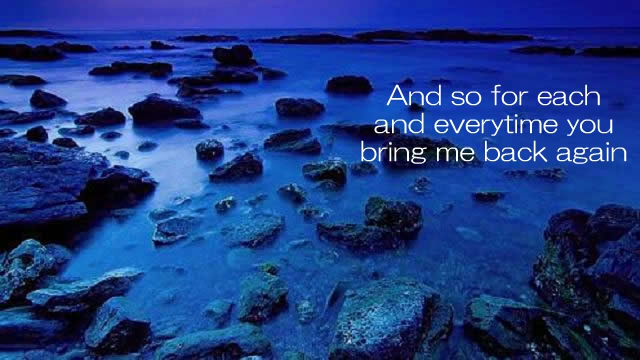 And so for each
and everytime you
bring me back again